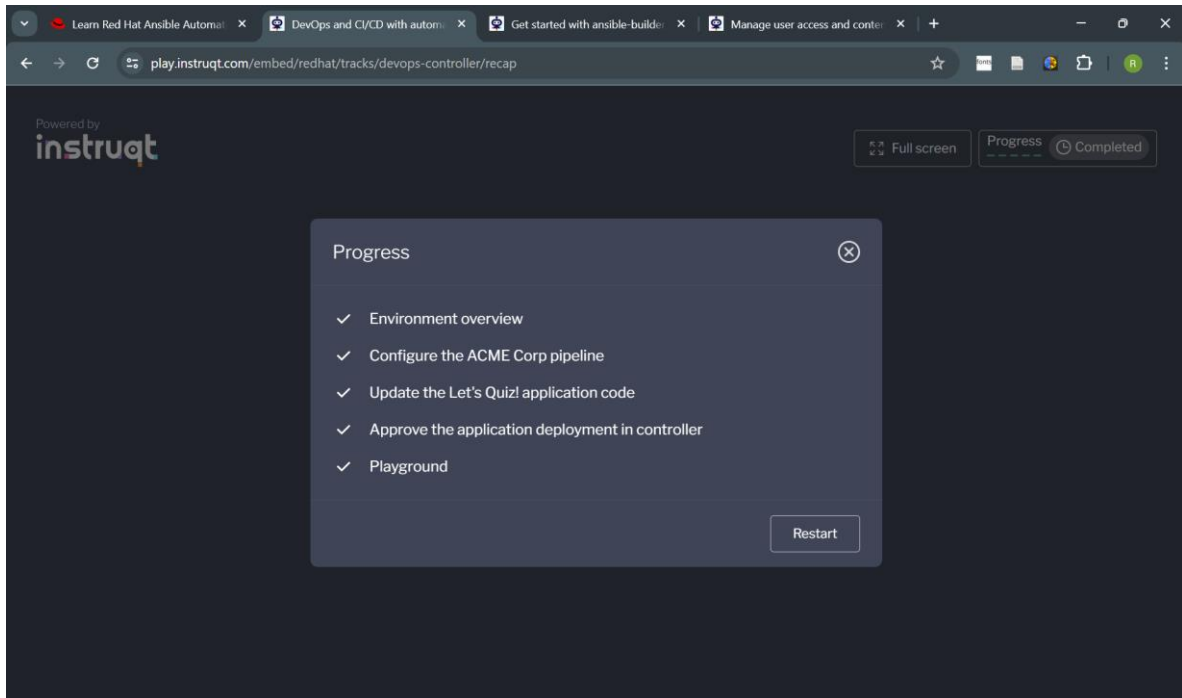 Learn Red Hat Ansible Automat
DevOps and CI/CD with automa
Get started with ansible-builder
Manage user access and conter
play.instruqt.com/embed/redhat/tracks/devops-controller/recap
fonts
R
Powered by
instruqt
Full screen
Progress
Completed
Progress
Environment overview
Configure the ACME Corp pipeline
Update the Let's Quiz! application code
Approve the application deployment in controller
Playground
Restart